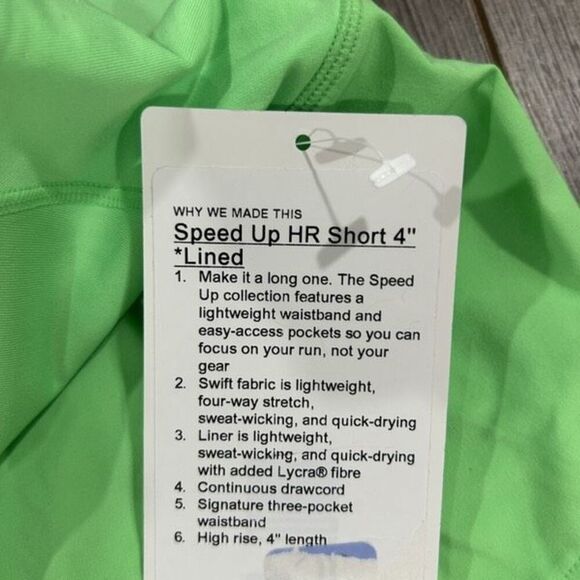 WHY WE MADE THIS
Speed Up HR Short 4"
*Lined
1. Make it a long one. The Speed
Up collection features a
lightweight waistband and
easy-access pockets so you can
focus on your run, not your
gear
2. Swift fabric is lightweight,
four-way stretch,
sweat-wicking, and quick-drying
3. Liner is lightweight,
sweat-wicking, and quick-drying
with added Lycra® fibre
4. Continuous drawcord
5. Signature three-pocket
waistband
6. High rise, 4" length